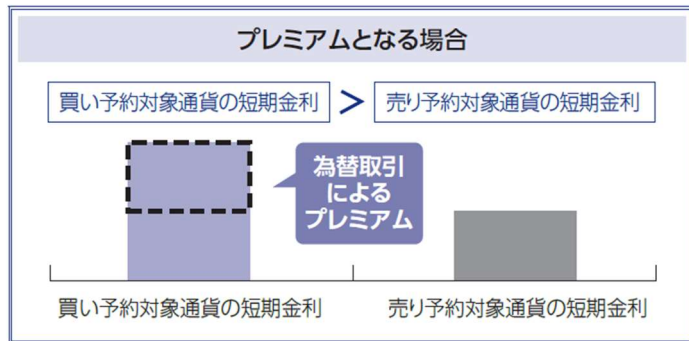 プレミアムとなる場合
買い予約対象通貨の短期金利 > 売り予約対象通貨の短期金利
為替取引
による
プレミアム
買い予約対象通貨の短期金利 売り予約対象通貨の短期金利